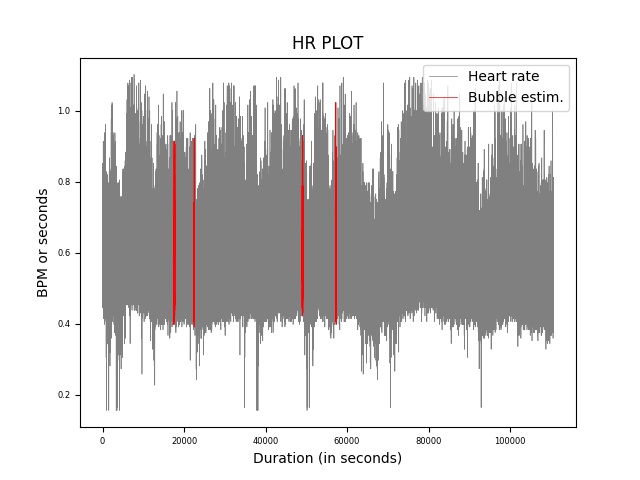 HR PLOT
Heart rate
Bubble estim.
BPM or seconds
1.0
0.8
0.6
0.4
0.2
0
20000
40000
60000
80000
100000
Duration (in seconds)